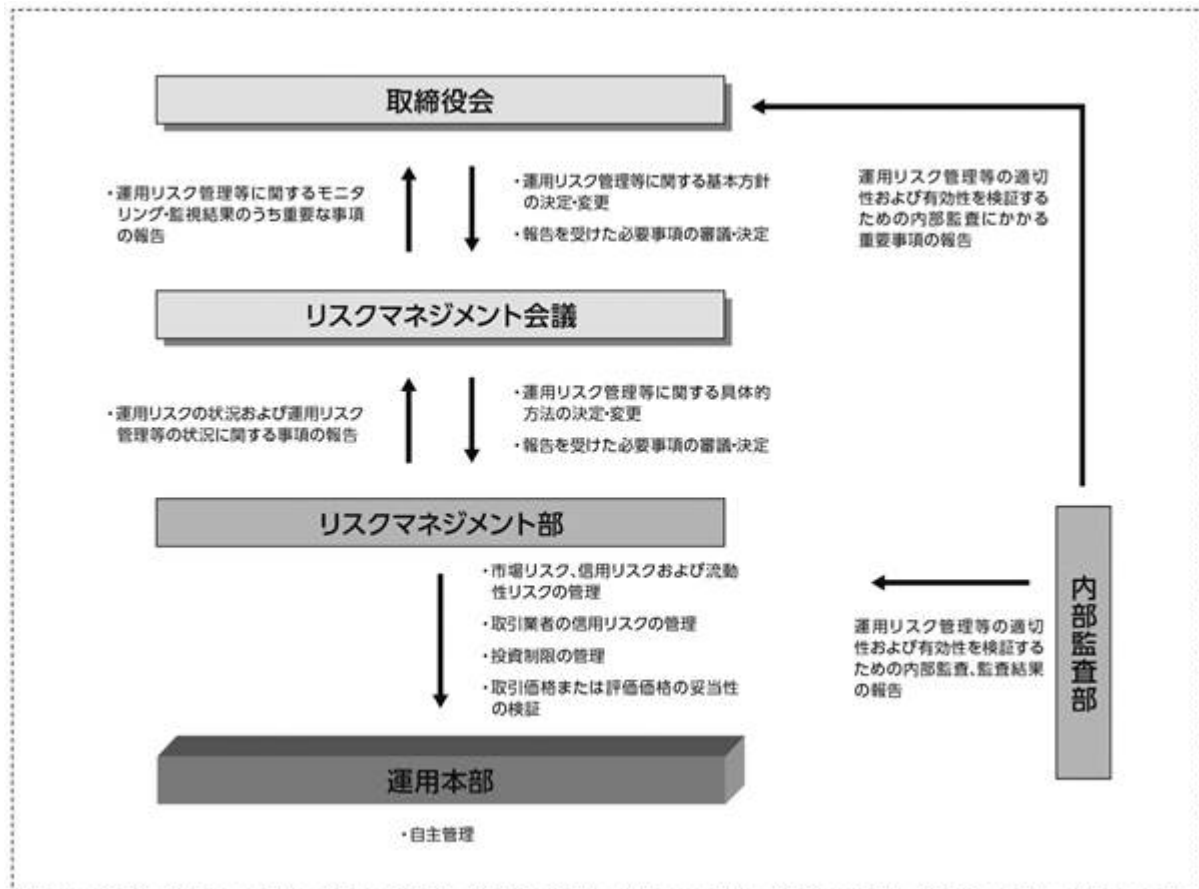 取締役会
・運用リスク管理等に関するモニタ
リング・監視結果のうち重要な事項
の報告
・運用リスク管理等に関する基本方針
の決定・変更
・報告を受けた必要事項の審議・決定
運用リスク管理等の適切
性および有効性を検証す
るための内部監査にかかる
重要事項の報告
リスクマネジメント会議
・運用リスクの状況および運用リスク
管理等の状況に関する事項の報告
・運用リスク管理等に関する具体的
方法の決定・変更
・報告を受けた必要事項の審議・決定
リスクマネジメント部
・市場リスク、信用リスクおよび流動
性リスクの管理
・取引業者の信用リスクの管理
・投資制限の管理
・取引価格または評価価格の妥当性
の検証
運用リスク管理等の適切
性および有効性を検証する
ための内部監査、監査結果
の報告
内部監査部
運用本部
・自主管理